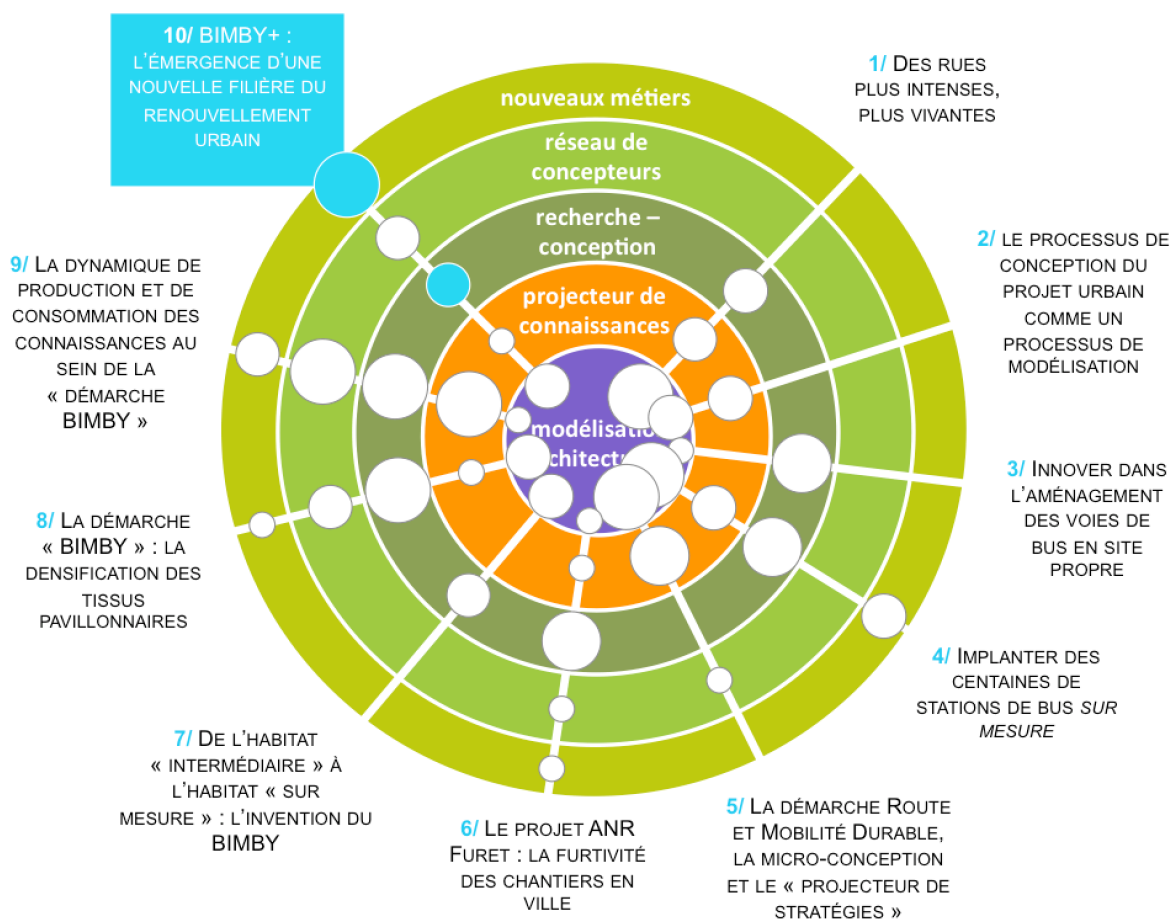 10/ BIMBY+ :
L'ÉMERGENCE D'UNE
NOUVELLE FILIÈRE DU
RENOUVELLEMENT
URBAIN
1/ DES RUES
PLUS INTENSES,
PLUS VIVANTES
2/ LE PROCESSUS DE
CONCEPTION DU
PROJET URBAIN
COMME UN
PROCESSUS DE
MODÉLISATION
3/ INNOVER DANS
L'AMÉNAGEMENT
DES VOIES DE
BUS EN SITE
PROPRE
4/ IMPLANTER DES
CENTAINES DE
STATIONS DE BUS SUR
MESURE
5/ LA DÉMARCHE ROUTE
ET MOBILITÉ DURABLE,
LA MICRO-CONCEPTION
ET LE « PROJECTEUR DE
STRATÉGIES »
6/ LE PROJET ANR
FURET : LA FURTIVITÉ
DES CHANTIERS EN
VILLE
7/ DE L'HABITAT
« INTERMÉDIAIRE » À
L'HABITAT « SUR
MESURE » : L'INVENTION DU
BIMBY
8/ LA DÉMARCHE
« BIMBY » : LA
DENSIFICATION DES
TISSUS
PAVILLONNAIRES
9/ LA DYNAMIQUE DE
PRODUCTION ET DE
CONSOMMATION DES
CONNAISSANCES AU
SEIN DE LA
« DÉMARCHE
BIMBY »
nouveaux métiers
réseau de
concepteurs
recherche –
conception
projecteur de
connaissances
modélisatio
chitectu